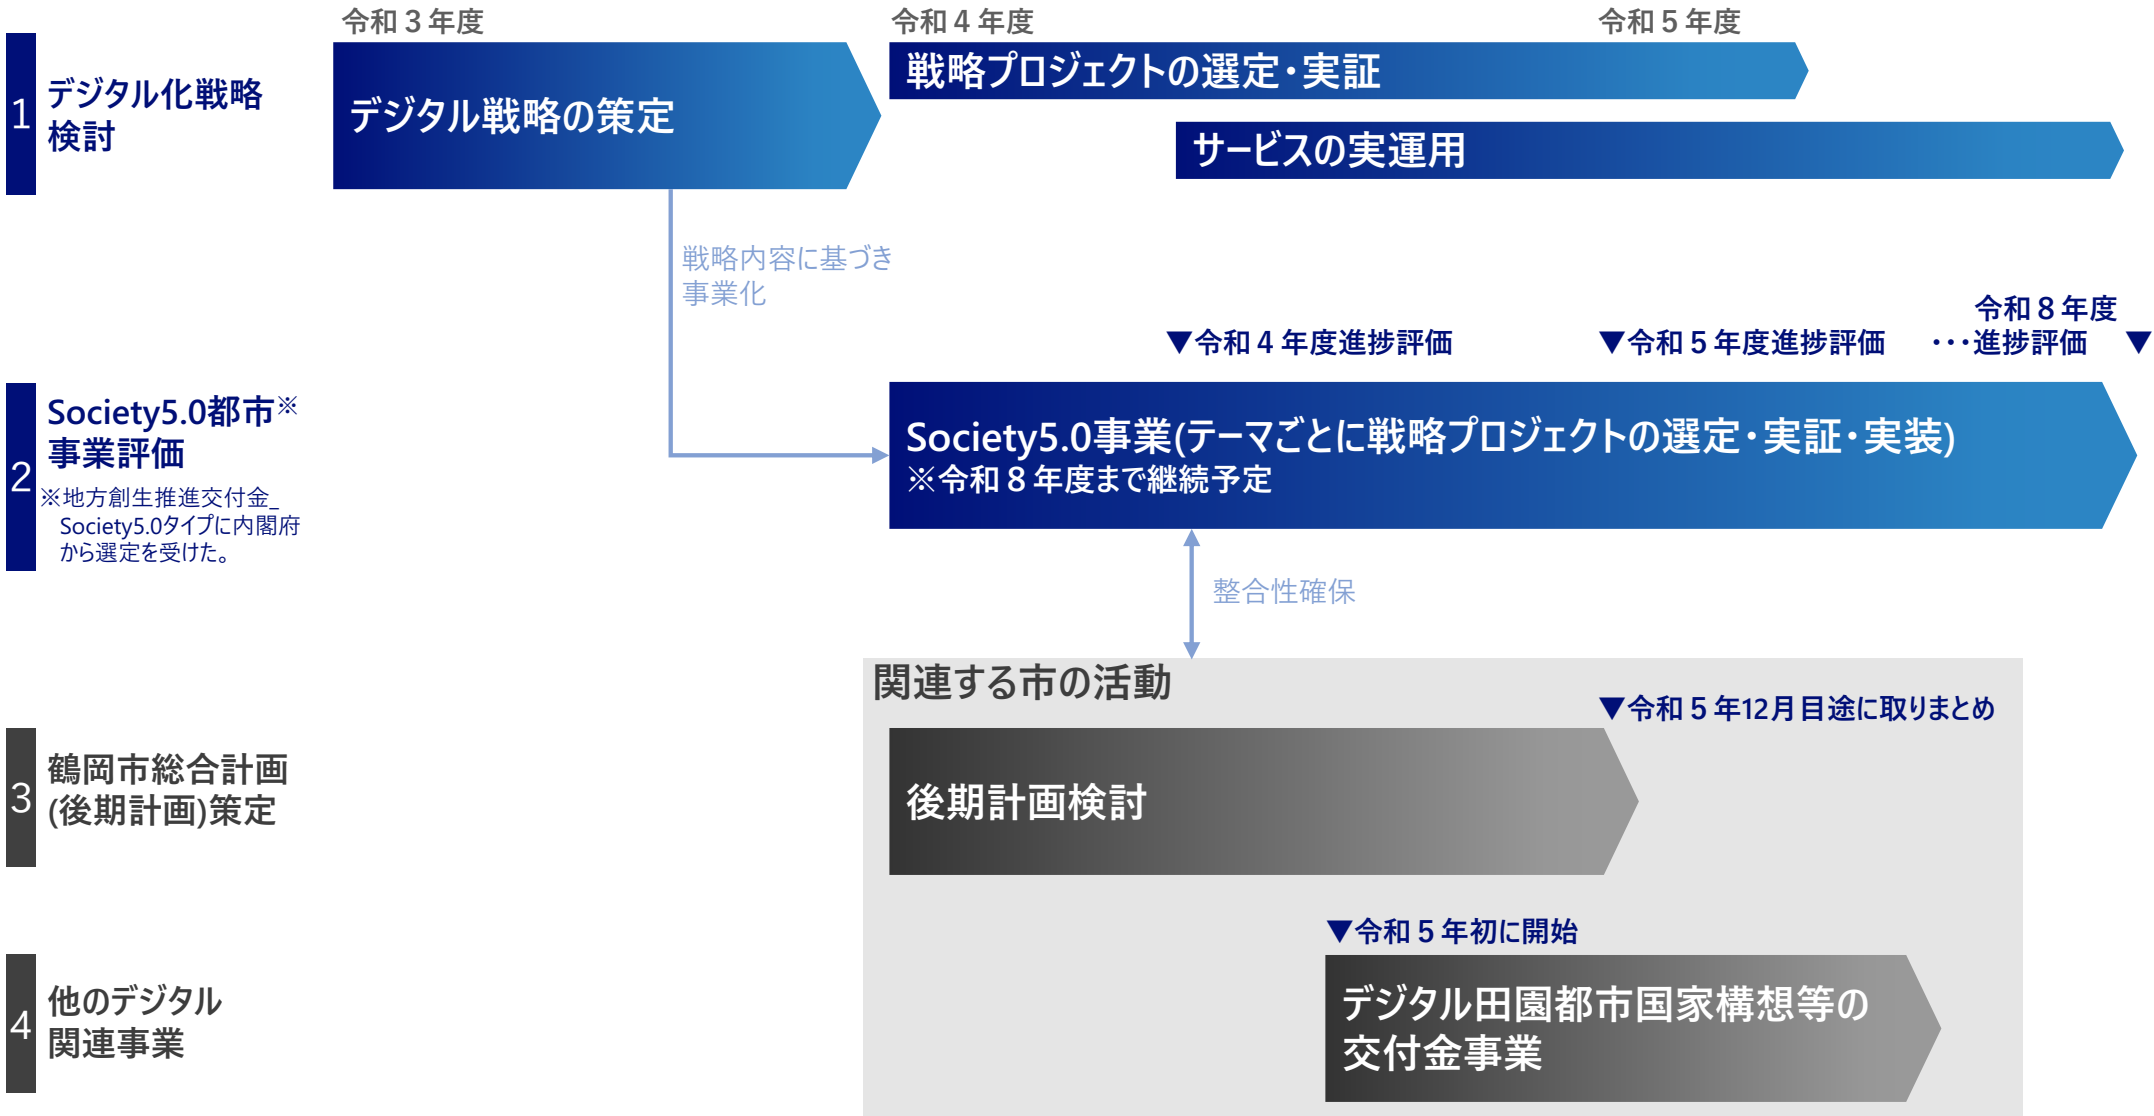 令和３年度
令和４年度
令和５年度
1
デジタル化戦略
検討
デジタル戦略の策定
戦略プロジェクトの選定・実証
サービスの実運用
戦略内容に基づき
事業化
▼令和４年度進捗評価
▼令和５年度進捗評価
令和８年度
・・・進捗評価 ▼
2
Society5.0都市※
事業評価
※地方創生推進交付金_
Society5.0タイプに内閣府
から選定を受けた。
Society5.0事業(テーマごとに戦略プロジェクトの選定・実証・実装)
※令和８年度まで継続予定
整合性確保
関連する市の活動
▼令和５年12月目途に取りまとめ
3
鶴岡市総合計画
(後期計画)策定
後期計画検討
▼令和５年初に開始
4
他のデジタル
関連事業
デジタル田園都市国家構想等の
交付金事業